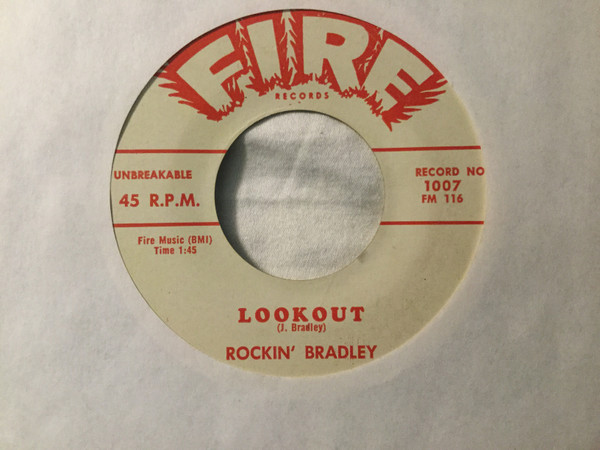 FIRE
RECORDS
UNBREAKABLE
45 R.P.M.
RECORD NO
1007
FM 116
Fire Music (BMI)
Time 1:45
LOOKOUT
(J. Bradley)
ROCKIN' BRADLEY